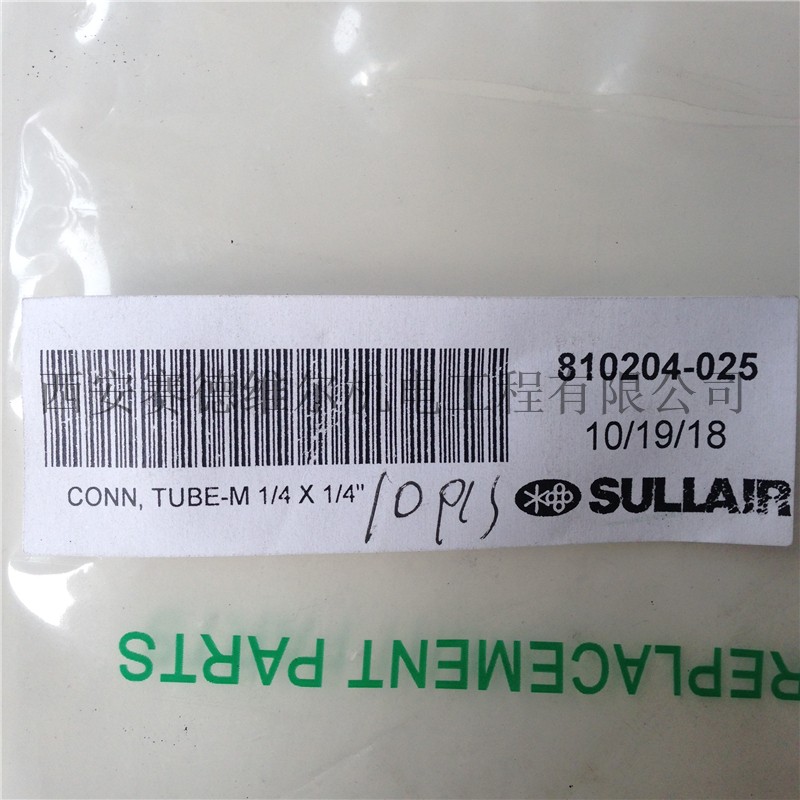 810204-025
西安赛德维尔机电工程有限公司
10/19/18
CONN, TUBE-M 1/4 X 1/4" 10 pcs SULLAIR
REPLACEMENT PARTS